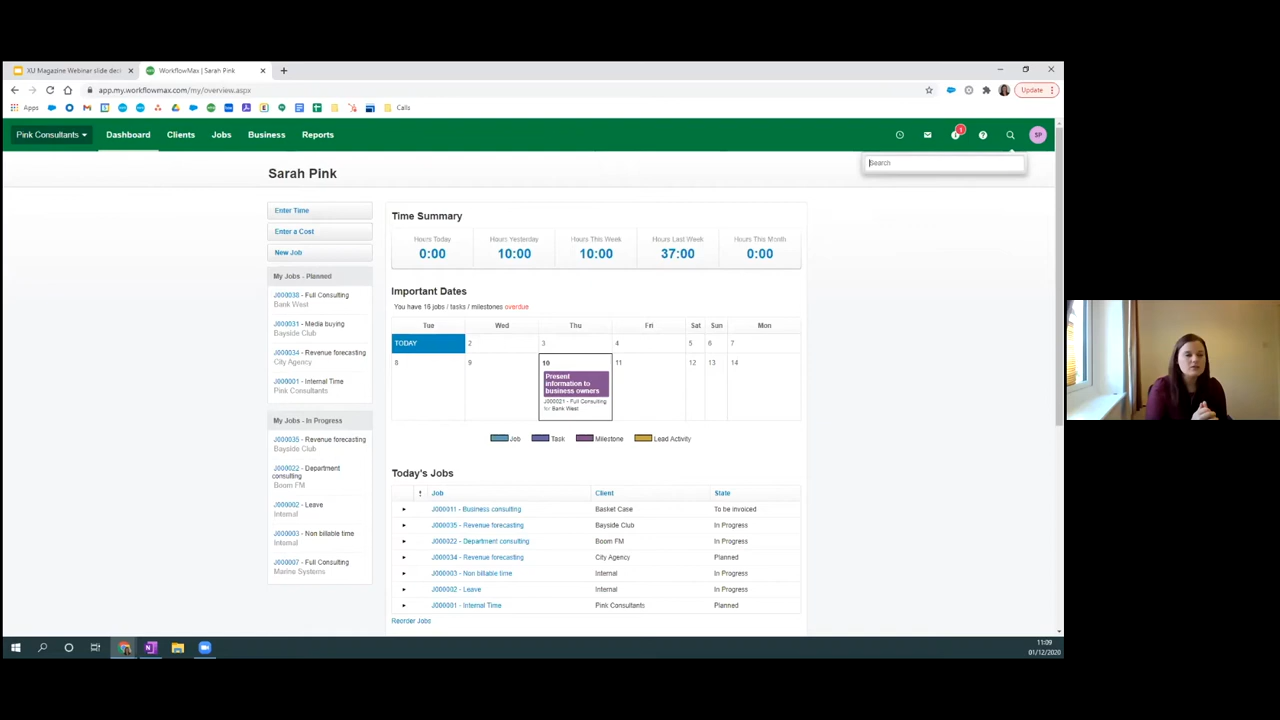 XU Magazine Webinar slide dec
WorkflowMax | Sarah Pink
app.my.workflowmax.com/my/overview.aspx
Update
Apps
Calls
Pink Consultants
Dashboard
Clients
Jobs
Business
Reports
1
SP
Search
Sarah Pink
Enter Time
Enter a Cost
New Job
My Jobs - Planned
J000038 - Full Consulting
Bank West
J000031 - Media buying
Bayside Club
J000034 - Revenue forecasting
City Agency
J000001 - Internal Time
Pink Consultants
My Jobs - In Progress
J000035 - Revenue forecasting
Bayside Club
J000022 - Department
consulting
Boom FM
J000002 - Leave
Internal
J000003 - Non billable time
Internal
J000007 - Full Consulting
Marine Systems
Time Summary
Hours Today
Hours Yesterday
Hours This Week
Hours Last Week
Hours This Month
0:00
10:00
10:00
37:00
0:00
Important Dates
You have 16 jobs / tasks / milestones overdue
Tue Wed Thu Fri Sat Sun Mon
TODAY 2 3 4 5 6 7
8 9 10 11 12 13 14
Present
information to
business owners
J000021 - Full Consulting
for Bank West
Job Task Milestone Lead Activity
Today's Jobs
! Job Client State
J000011 - Business consulting Basket Case To be invoiced
J000035 - Revenue forecasting Bayside Club In Progress
J000022 - Department consulting Boom FM In Progress
J000034 - Revenue forecasting City Agency Planned
J000003 - Non billable time Internal In Progress
J000002 - Leave Internal In Progress
J000001 - Internal Time Pink Consultants Planned
Reorder Jobs
11:09
01/12/2020